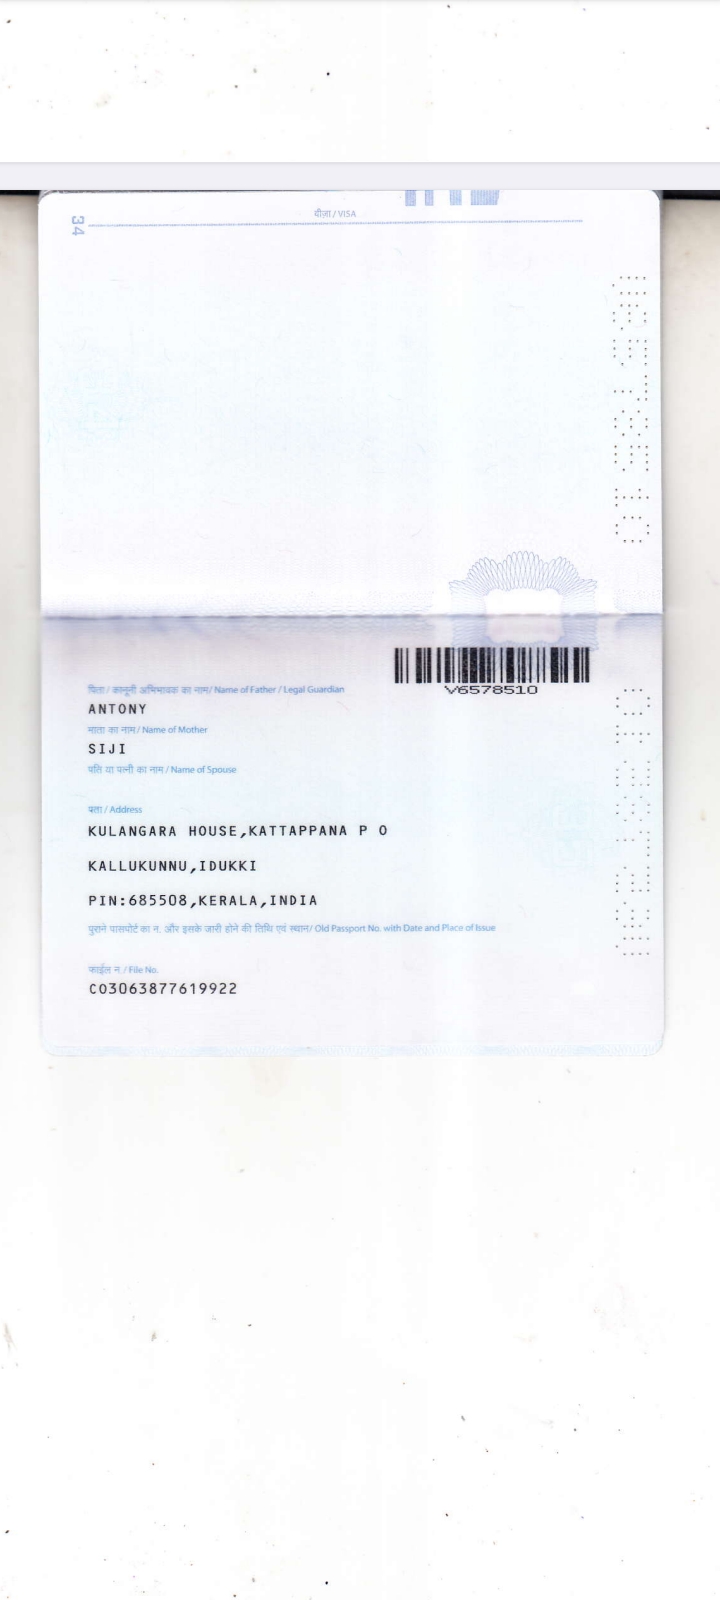 34
वीज़ा / VISA
V6578510
पिता / कानूनी अभिभावक का नाम / Name of Father / Legal Guardian
ANTONY
माता का नाम / Name of Mother
SIJI
पति या पत्नी का नाम / Name of Spouse
पता / Address
KULANGARA HOUSE,KATTAPPANA P O
KALLUKUNNU,IDUKKI
PIN:685508,KERALA,INDIA
पुराने पासपोर्ट का न. और इसके जारी होने की तिथि एवं स्थान / Old Passport No. with Date and Place of Issue
फाईल न. / File No.
CO3063877619922